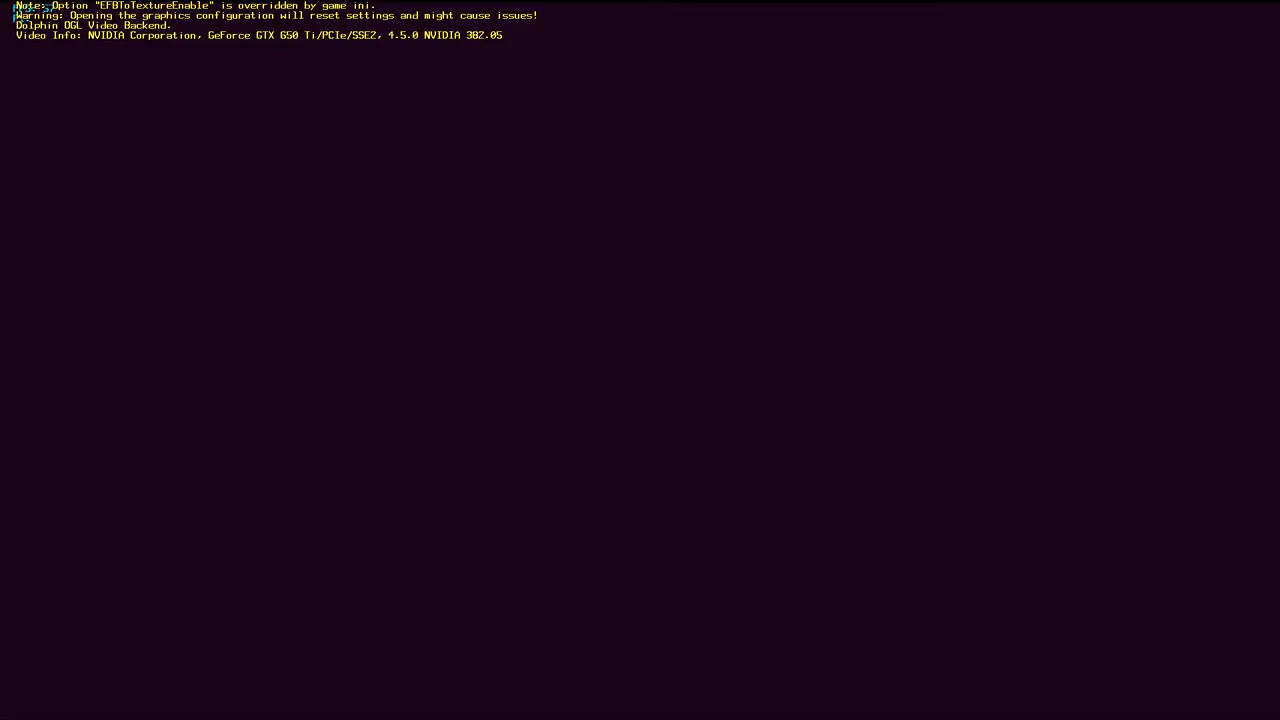 Note: Option "EFBToTextureEnable" is overridden by game ini.
Warning: Opening the graphics configuration will reset settings and might cause issues!
Dolphin OGL Video Backend.
Video Info: NVIDIA Corporation, GeForce GTX 650 Ti/PCIe/SSE2, 4.5.0 NVIDIA 382.05